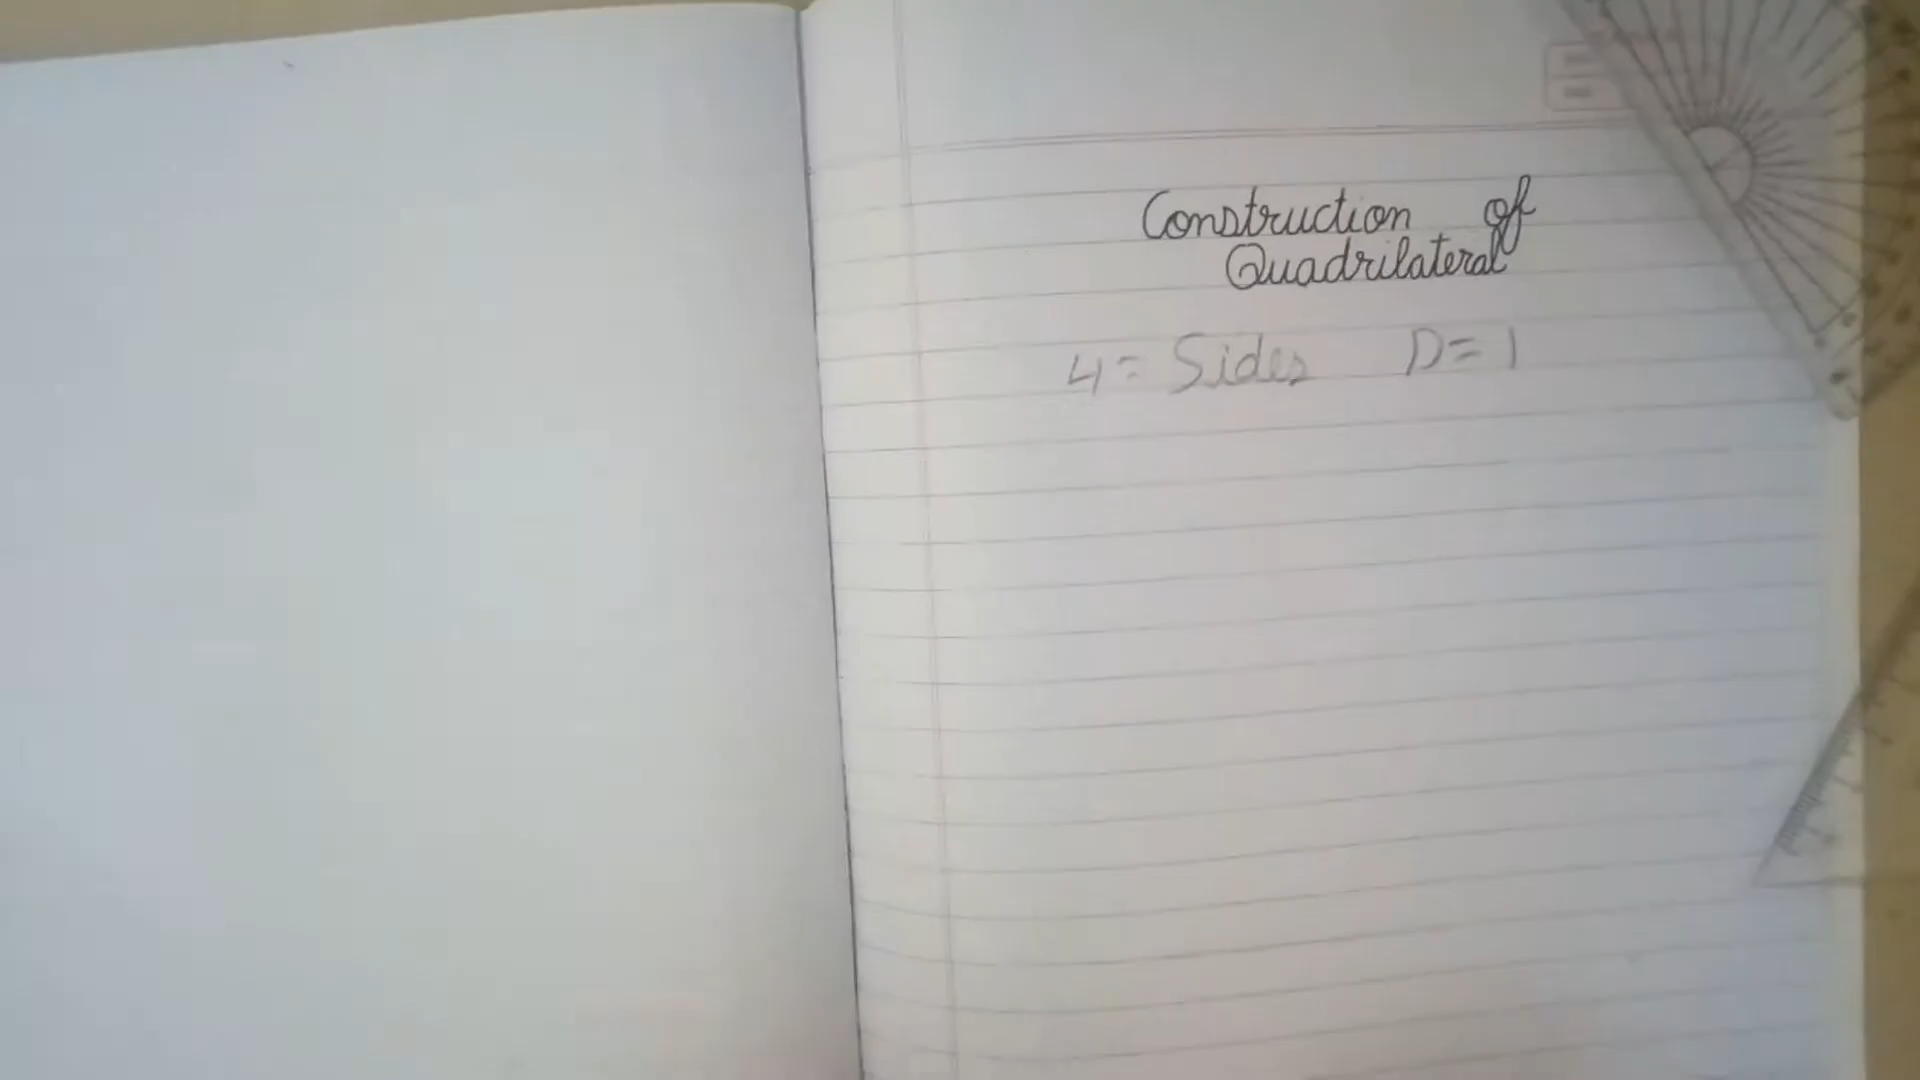 Construction of
Quadrilateral
4 = Sides D = 1